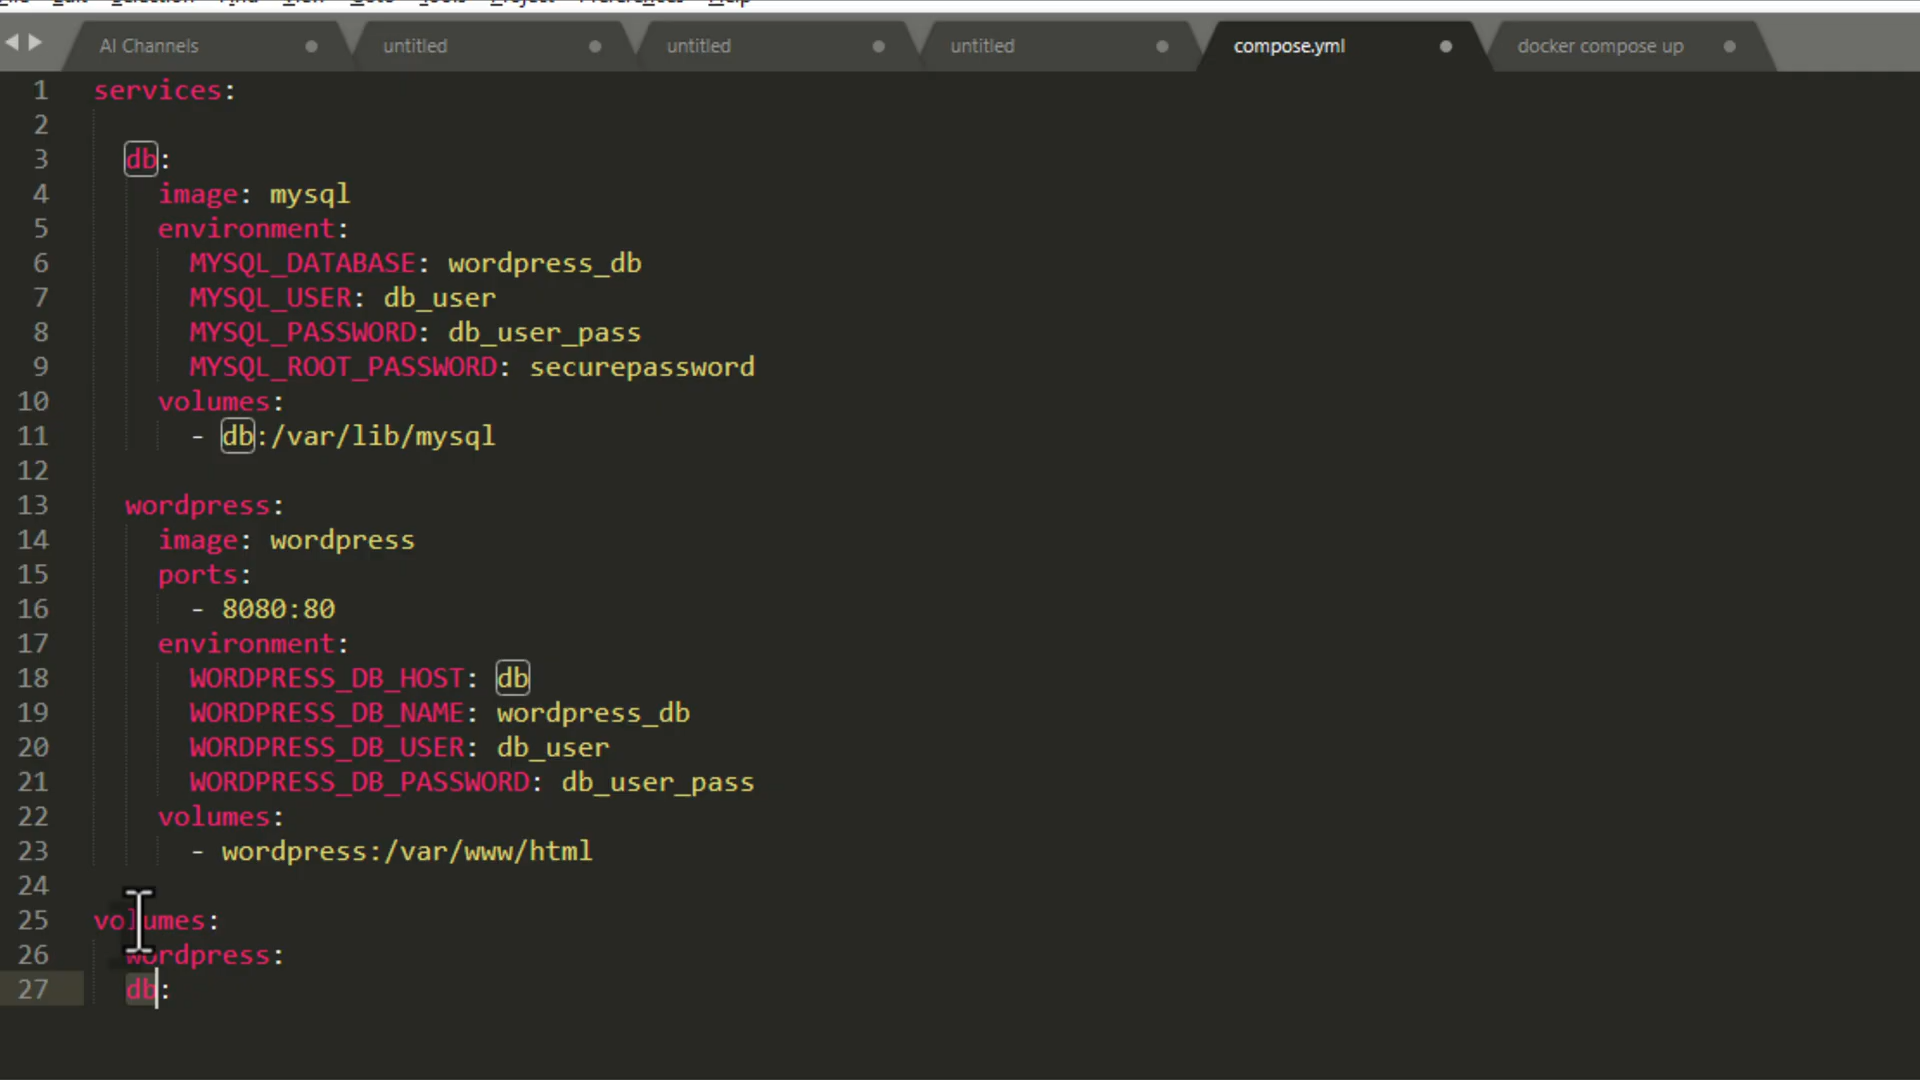 AI Channels
untitled
untitled
untitled
compose.yml
docker compose up
1 services:
2
3 db:
4 image: mysql
5 environment:
6 MYSQL_DATABASE: wordpress_db
7 MYSQL_USER: db_user
8 MYSQL_PASSWORD: db_user_pass
9 MYSQL_ROOT_PASSWORD: securepassword
10 volumes:
11 - db:/var/lib/mysql
12
13 wordpress:
14 image: wordpress
15 ports:
16 - 8080:80
17 environment:
18 WORDPRESS_DB_HOST: db
19 WORDPRESS_DB_NAME: wordpress_db
20 WORDPRESS_DB_USER: db_user
21 WORDPRESS_DB_PASSWORD: db_user_pass
22 volumes:
23 - wordpress:/var/www/html
24
25 volumes:
26 wordpress:
27 db: